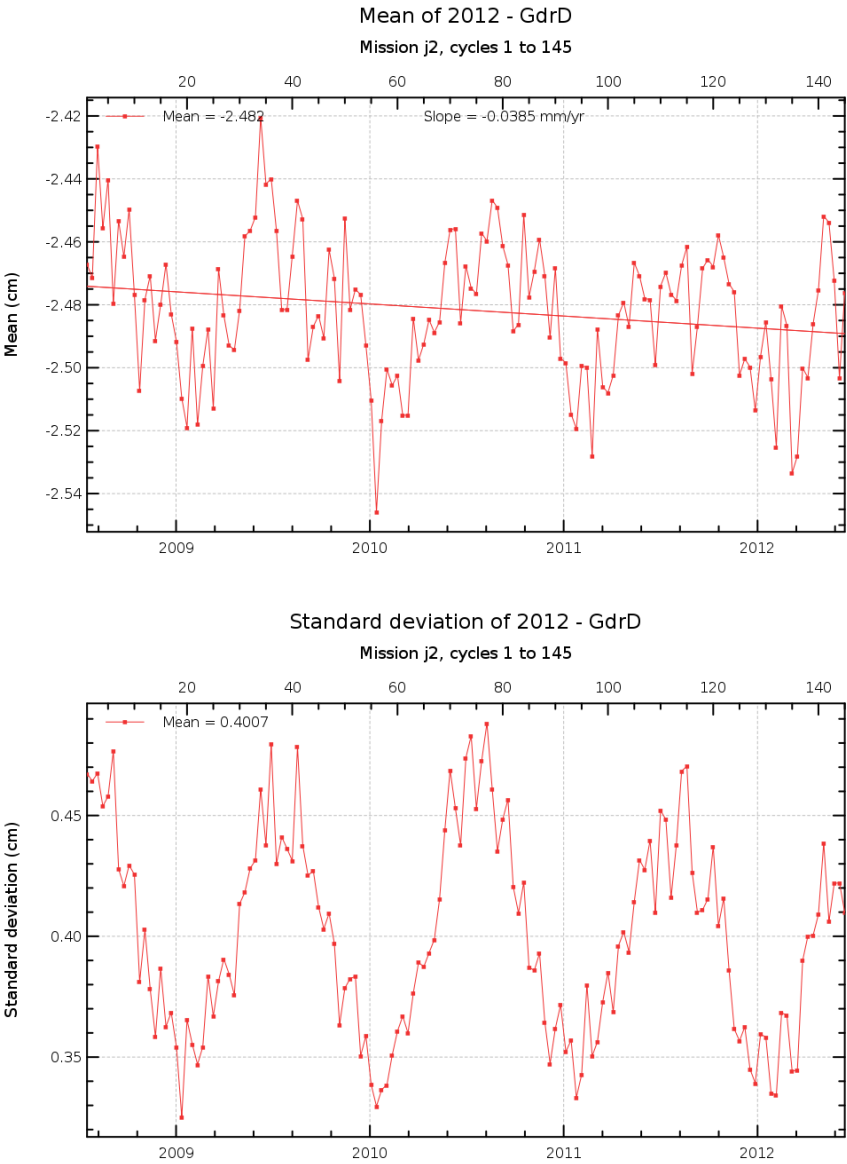 Mean of 2012 - GdrD
Mission j2, cycles 1 to 145
20 40 60 80 100 120 140
Mean = -2.482 Slope = -0.0385 mm/yr
-2.42
-2.44
-2.46
-2.48
-2.50
-2.52
-2.54
Mean (cm)
2009 2010 2011 2012
Standard deviation of 2012 - GdrD
Mission j2, cycles 1 to 145
20 40 60 80 100 120 140
Mean = 0.4007
0.45
0.40
0.35
Standard deviation (cm)
2009 2010 2011 2012